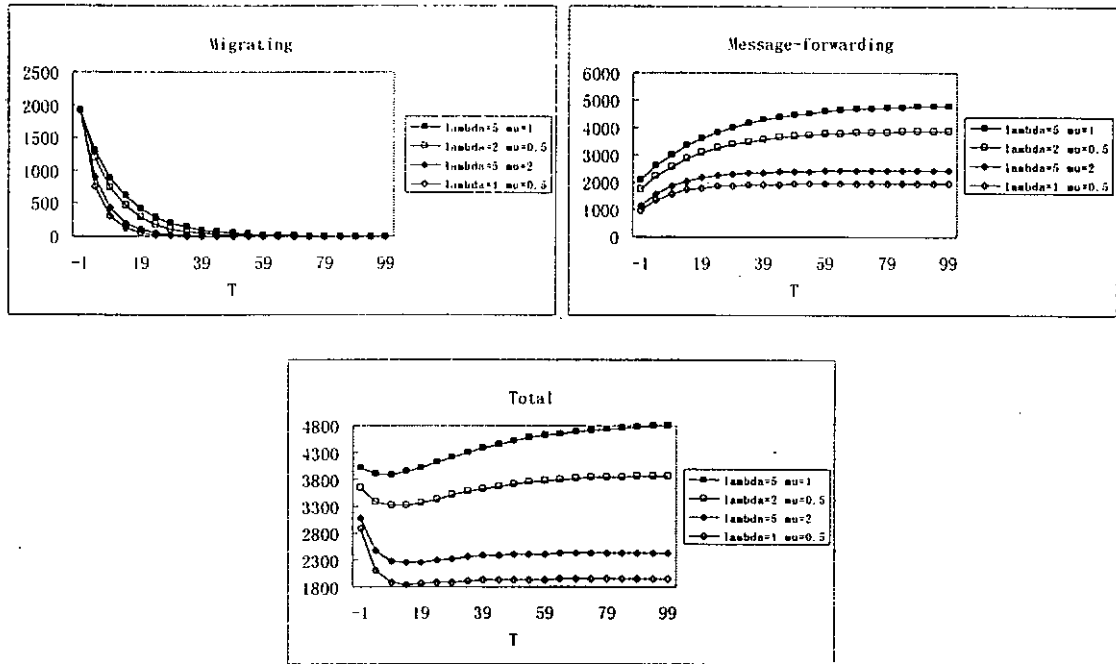 Migrating
2500
2000
1500
1000
500
0
-1 19 39 59 79 99
T
lambda=5 mu=1
lambda=2 mu=0.5
lambda=5 mu=2
lambda=1 mu=0.5
Message-forwarding
6000
5000
4000
3000
2000
1000
0
-1 19 39 59 79 99
T
lambda=5 mu=1
lambda=2 mu=0.5
lambda=5 mu=2
lambda=1 mu=0.5
Total
4800
4300
3800
3300
2800
2300
1800
-1 19 39 59 79 99
T
lambda=5 mu=1
lambda=2 mu=0.5
lambda=5 mu=2
lambda=1 mu=0.5